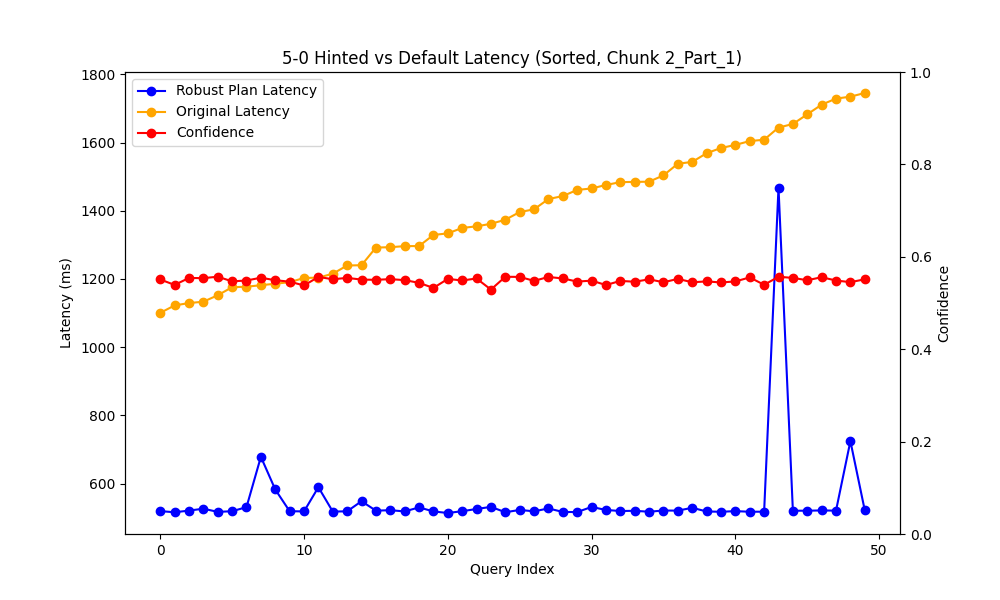 5-0 Hinted vs Default Latency (Sorted, Chunk 2_Part_1)
Robust Plan Latency
Original Latency
Confidence
Latency (ms)
1800
1600
1400
1200
1000
800
600
1.0
0.8
0.6
0.4
0.2
0.0
Confidence
0
10
20
30
40
50
Query Index